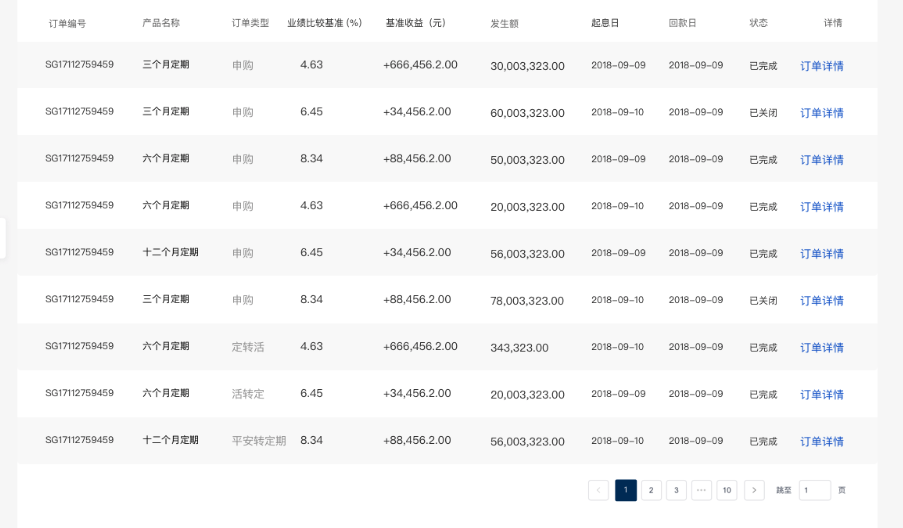 订单编号 产品名称 订单类型 业绩比较基准 (%) 基准收益（元） 发生额 起息日 回款日 状态 详情
SG17112759459 三个月定期 申购 4.63 +666,456.2.00 30,003,323.00 2018-09-09 2018-09-09 已完成 订单详情
SG17112759459 三个月定期 申购 6.45 +34,456.2.00 60,003,323.00 2018-09-10 2018-09-09 已关闭 订单详情
SG17112759459 六个月定期 申购 8.34 +88,456.2.00 50,003,323.00 2018-09-09 2018-09-09 已完成 订单详情
SG17112759459 六个月定期 申购 4.63 +666,456.2.00 20,003,323.00 2018-09-10 2018-09-09 已完成 订单详情
SG17112759459 十二个月定期 申购 6.45 +34,456.2.00 56,003,323.00 2018-09-09 2018-09-09 已完成 订单详情
SG17112759459 三个月定期 申购 8.34 +88,456.2.00 78,003,323.00 2018-09-10 2018-09-09 已关闭 订单详情
SG17112759459 六个月定期 定转活 4.63 +666,456.2.00 343,323.00 2018-09-10 2018-09-09 已完成 订单详情
SG17112759459 六个月定期 活转定 6.45 +34,456.2.00 20,003,323.00 2018-09-09 2018-09-09 已完成 订单详情
SG17112759459 十二个月定期 平安转定期 8.34 +88,456.2.00 56,003,323.00 2018-09-10 2018-09-09 已完成 订单详情
< 1 2 3 ··· 10 > 跳至 1 页